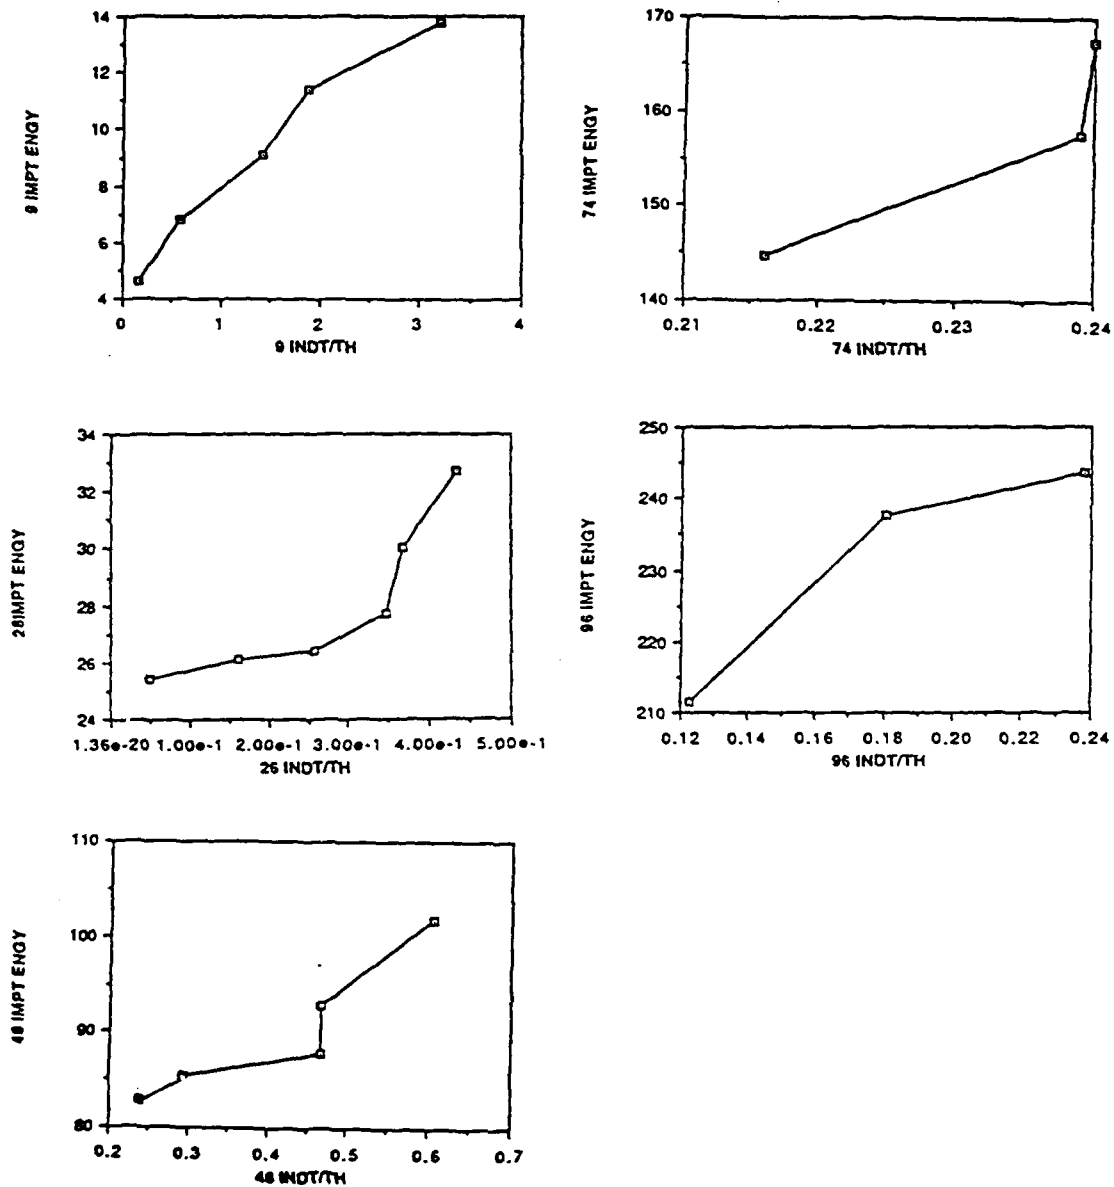 14
12
10
8
6
4
9 IMPT ENGY
0 1 2 3 4
9 INDT/TH
170
160
150
140
74 IMPT ENGY
0.21 0.22 0.23 0.24
74 INDT/TH
34
32
30
28
26
24
28IMPT ENGY
1.36e-20 1.00e-1 2.00e-1 3.00e-1 4.00e-1 5.00e-1
26 INDT/TH
250
240
230
220
210
96 IMPT ENGY
0.12 0.14 0.16 0.18 0.20 0.22 0.24
96 INDT/TH
110
100
90
80
48 IMPT ENGY
0.2 0.3 0.4 0.5 0.6 0.7
48 INDT/TH